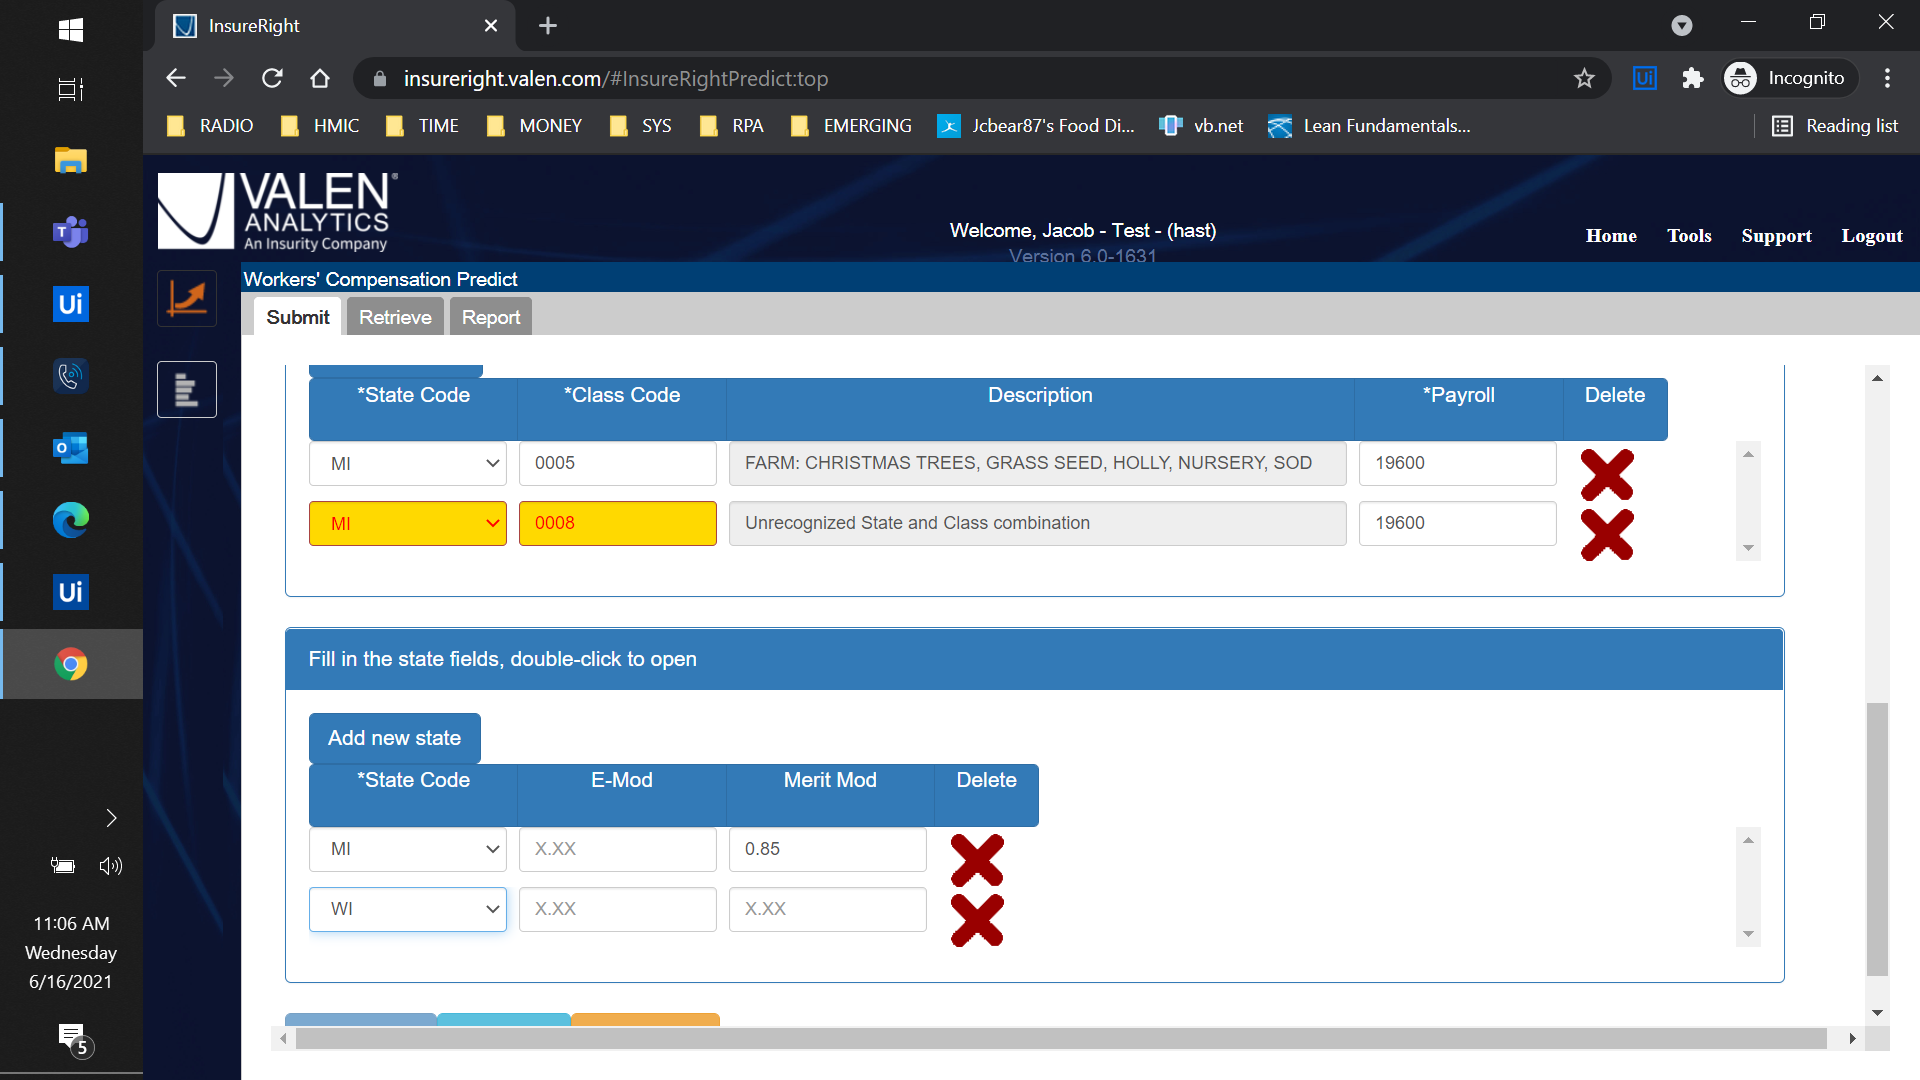 InsureRight
insureright.valen.com/#InsureRightPredict:top
Ui
Incognito
RADIO HMIC TIME MONEY SYS RPA EMERGING Jcbear87's Food Di... vb.net Lean Fundamentals... Reading list
VALEN®
ANALYTICS
An Insurity Company
Welcome, Jacob - Test - (hast)
Version 6.0-1631
Home Tools Support Logout
Workers' Compensation Predict
Submit Retrieve Report
*State Code *Class Code Description *Payroll Delete
MI 0005 FARM: CHRISTMAS TREES, GRASS SEED, HOLLY, NURSERY, SOD 19600
MI 0008 Unrecognized State and Class combination 19600
Fill in the state fields, double-click to open
Add new state
*State Code E-Mod Merit Mod Delete
MI X.XX 0.85
WI X.XX X.XX
T
Ui
O
Ui
11:06 AM
Wednesday
6/16/2021
5